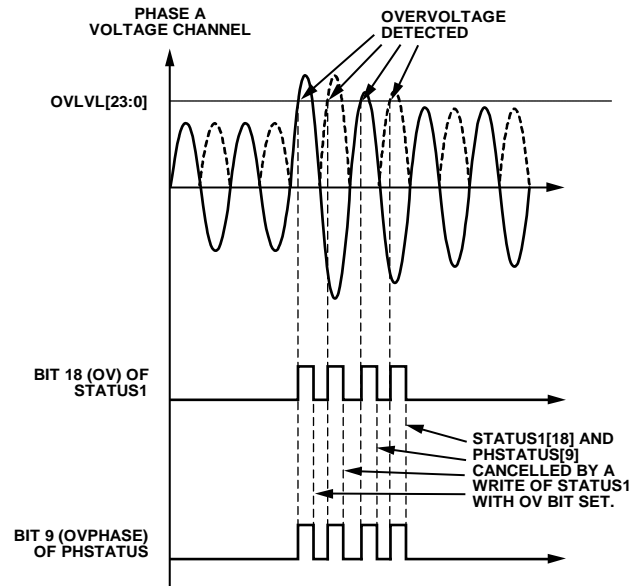 PHASE A
VOLTAGE CHANNEL
OVERVOLTAGE
DETECTED
OVLVL[23:0]
BIT 18 (OV) OF
STATUS1
STATUS1[18] AND
PHSTATUS[9]
CANCELLED BY A
WRITE OF STATUS1
WITH OV BIT SET.
BIT 9 (OVPHASE)
OF PHSTATUS